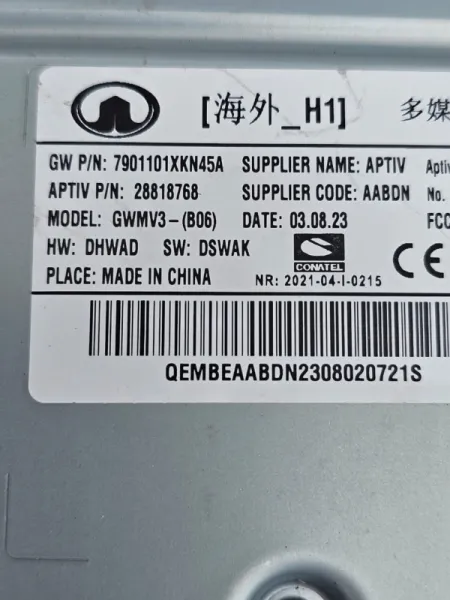 [海外_H1] 多媒
GW P/N: 7901101XKN45A SUPPLIER NAME: APTIV Aptiv
APTIV P/N: 28818768 SUPPLIER CODE: AABDN No.
MODEL: GWMV3-(B06) DATE: 03.08.23 FCC
HW: DHWAD SW: DSWAK CONATEL CE
PLACE: MADE IN CHINA NR: 2021-04-I-0215
QEMBEAABDN2308020721S